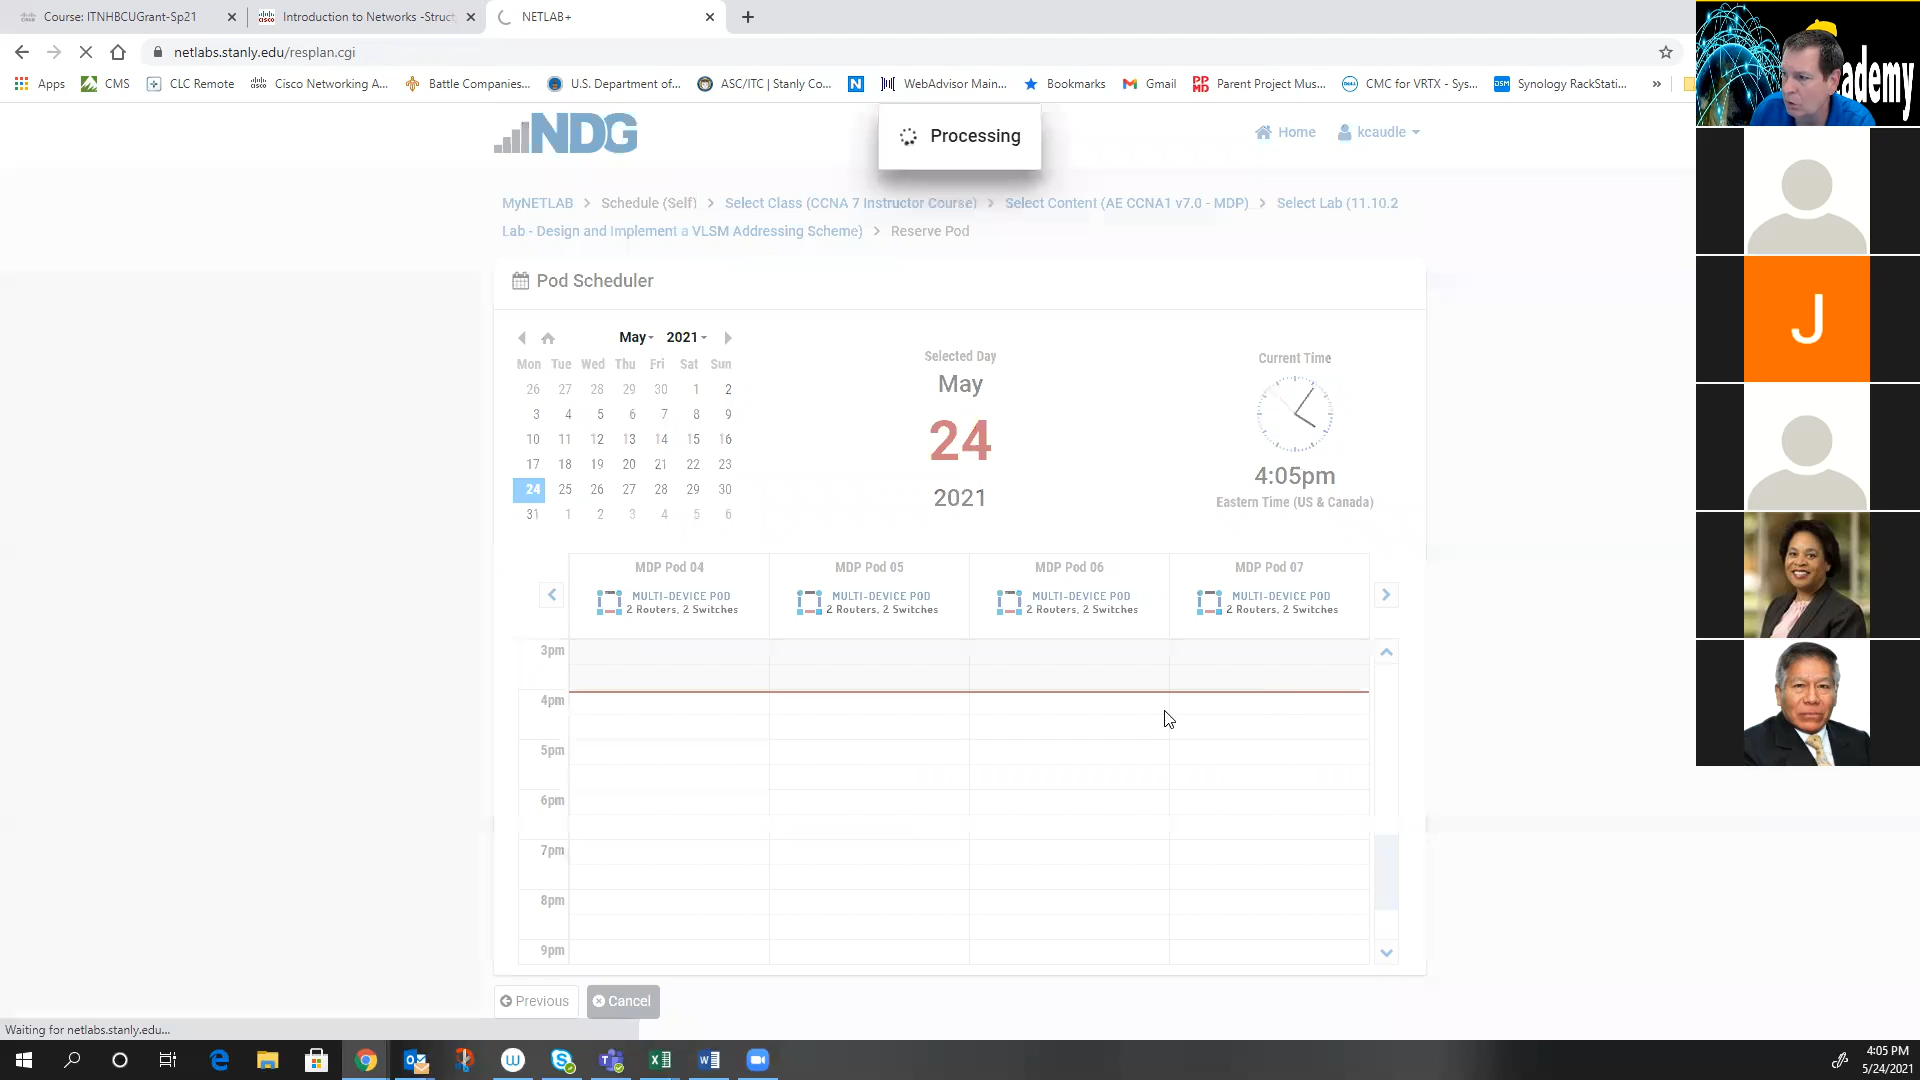 Course: ITNHBCUGrant-Sp21
Introduction to Networks -Struct
NETLAB+
netlabs.stanly.edu/resplan.cgi
Apps
CMS
CLC Remote
Cisco Networking A...
Battle Companies...
U.S. Department of...
ASC/ITC | Stanly Co...
WebAdvisor Main...
Bookmarks
Gmail
Parent Project Mus...
CMC for VRTX - Sys...
Synology RackStati...
ademy
NDG
Processing
Home
kcaudle
MyNETLAB > Schedule (Self) > Select Class (CCNA 7 Instructor Course) > Select Content (AE CCNA1 v7.0 - MDP) > Select Lab (11.10.2
Lab - Design and Implement a VLSM Addressing Scheme) > Reserve Pod
Pod Scheduler
May 2021
Mon Tue Wed Thu Fri Sat Sun
26 27 28 29 30 1 2
3 4 5 6 7 8 9
10 11 12 13 14 15 16
17 18 19 20 21 22 23
24 25 26 27 28 29 30
31 1 2 3 4 5 6
Selected Day
May
24
2021
Current Time
4:05pm
Eastern Time (US & Canada)
MDP Pod 04
MULTI-DEVICE POD
2 Routers, 2 Switches
MDP Pod 05
MULTI-DEVICE POD
2 Routers, 2 Switches
MDP Pod 06
MULTI-DEVICE POD
2 Routers, 2 Switches
MDP Pod 07
MULTI-DEVICE POD
2 Routers, 2 Switches
3pm
4pm
5pm
6pm
7pm
8pm
9pm
Previous
Cancel
Waiting for netlabs.stanly.edu...
J
4:05 PM
5/24/2021